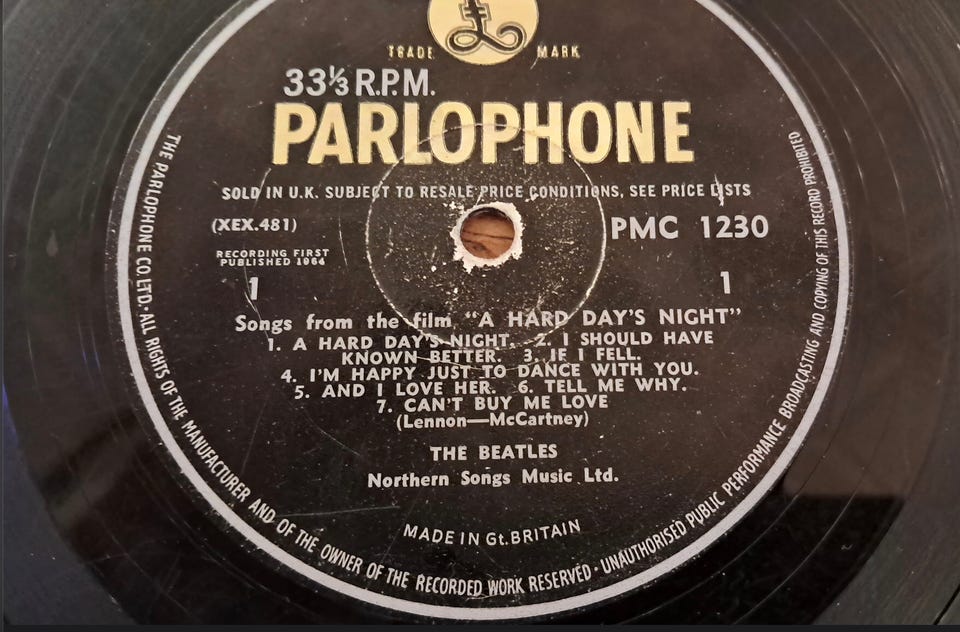 TRADE MARK
33⅓ R.P.M.
PARLOPHONE
SOLD IN U.K. SUBJECT TO RESALE PRICE CONDITIONS, SEE PRICE LISTS
(XEX.481) PMC 1230
RECORDING FIRST
PUBLISHED 1964
1 1
Songs from the film "A HARD DAY'S NIGHT"
1. A HARD DAY'S NIGHT. 2. I SHOULD HAVE
KNOWN BETTER. 3. IF I FELL.
4. I'M HAPPY JUST TO DANCE WITH YOU.
5. AND I LOVE HER. 6. TELL ME WHY.
7. CAN'T BUY ME LOVE
(Lennon—McCartney)
THE BEATLES
Northern Songs Music Ltd.
MADE IN Gt. BRITAIN
THE PARLOPHONE CO. LTD. · ALL RIGHTS OF THE MANUFACTURER AND OF THE OWNER OF THE RECORDED WORK RESERVED · UNAUTHORISED PUBLIC PERFORMANCE BROADCASTING AND COPYING OF THIS RECORD PROHIBITED